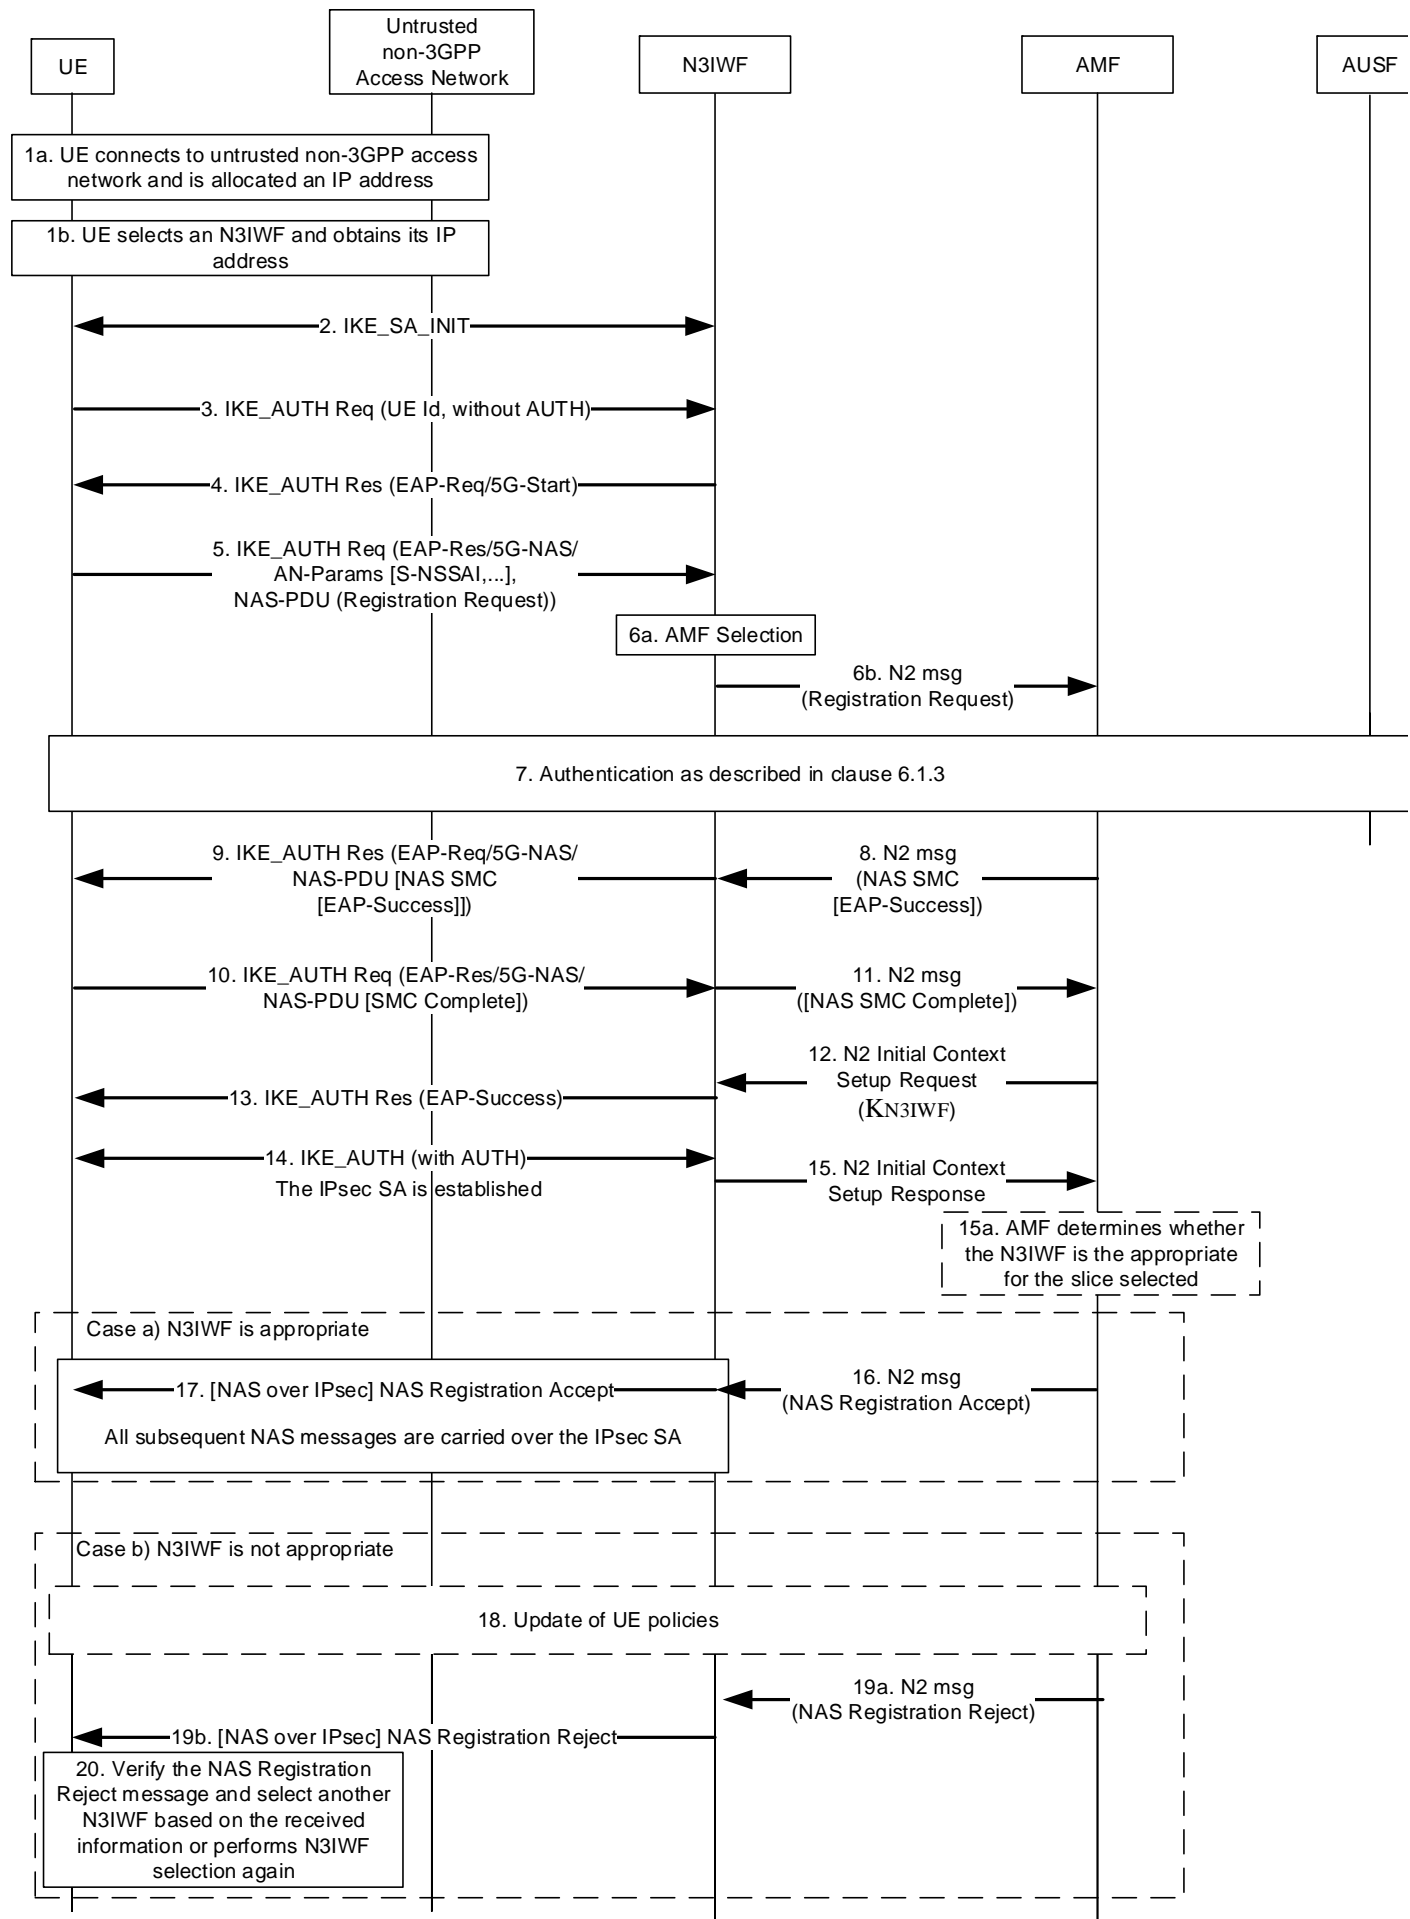 Untrusted
non-3GPP
Access Network
UE
N3IWF
AMF
AUSF
1a. UE connects to untrusted non-3GPP access
network and is allocated an IP address
1b. UE selects an N3IWF and obtains its IP
address
2. IKE_SA_INIT
3. IKE_AUTH Req (UE Id, without AUTH)
4. IKE_AUTH Res (EAP-Req/5G-Start)
5. IKE_AUTH Req (EAP-Res/5G-NAS/
AN-Params [S-NSSAI,...],
NAS-PDU (Registration Request))
6a. AMF Selection
6b. N2 msg
(Registration Request)
7. Authentication as described in clause 6.1.3
9. IKE_AUTH Res (EAP-Req/5G-NAS/
NAS-PDU [NAS SMC
[EAP-Success]])
8. N2 msg
(NAS SMC
[EAP-Success])
10. IKE_AUTH Req (EAP-Res/5G-NAS/
NAS-PDU [SMC Complete])
11. N2 msg
([NAS SMC Complete])
12. N2 Initial Context
Setup Request
(KN3IWF)
13. IKE_AUTH Res (EAP-Success)
14. IKE_AUTH (with AUTH)
The IPsec SA is established
15. N2 Initial Context
Setup Response
15a. AMF determines whether
the N3IWF is the appropriate
for the slice selected
Case a) N3IWF is appropriate
17. [NAS over IPsec] NAS Registration Accept
16. N2 msg
(NAS Registration Accept)
All subsequent NAS messages are carried over the IPsec SA
Case b) N3IWF is not appropriate
18. Update of UE policies
19a. N2 msg
(NAS Registration Reject)
19b. [NAS over IPsec] NAS Registration Reject
20. Verify the NAS Registration
Reject message and select another
N3IWF based on the received
information or performs N3IWF
selection again